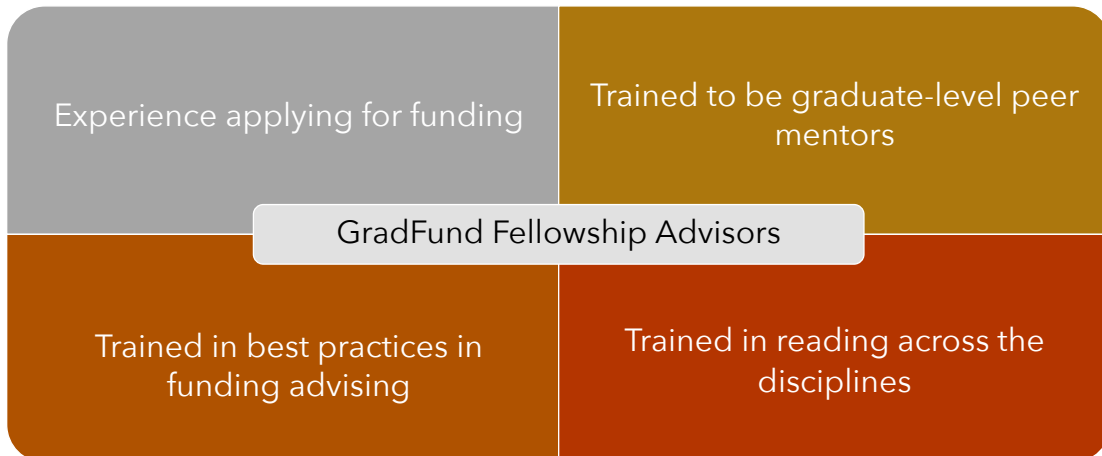 Experience applying for funding
Trained to be graduate-level peer
mentors
GradFund Fellowship Advisors
Trained in best practices in
funding advising
Trained in reading across the
disciplines